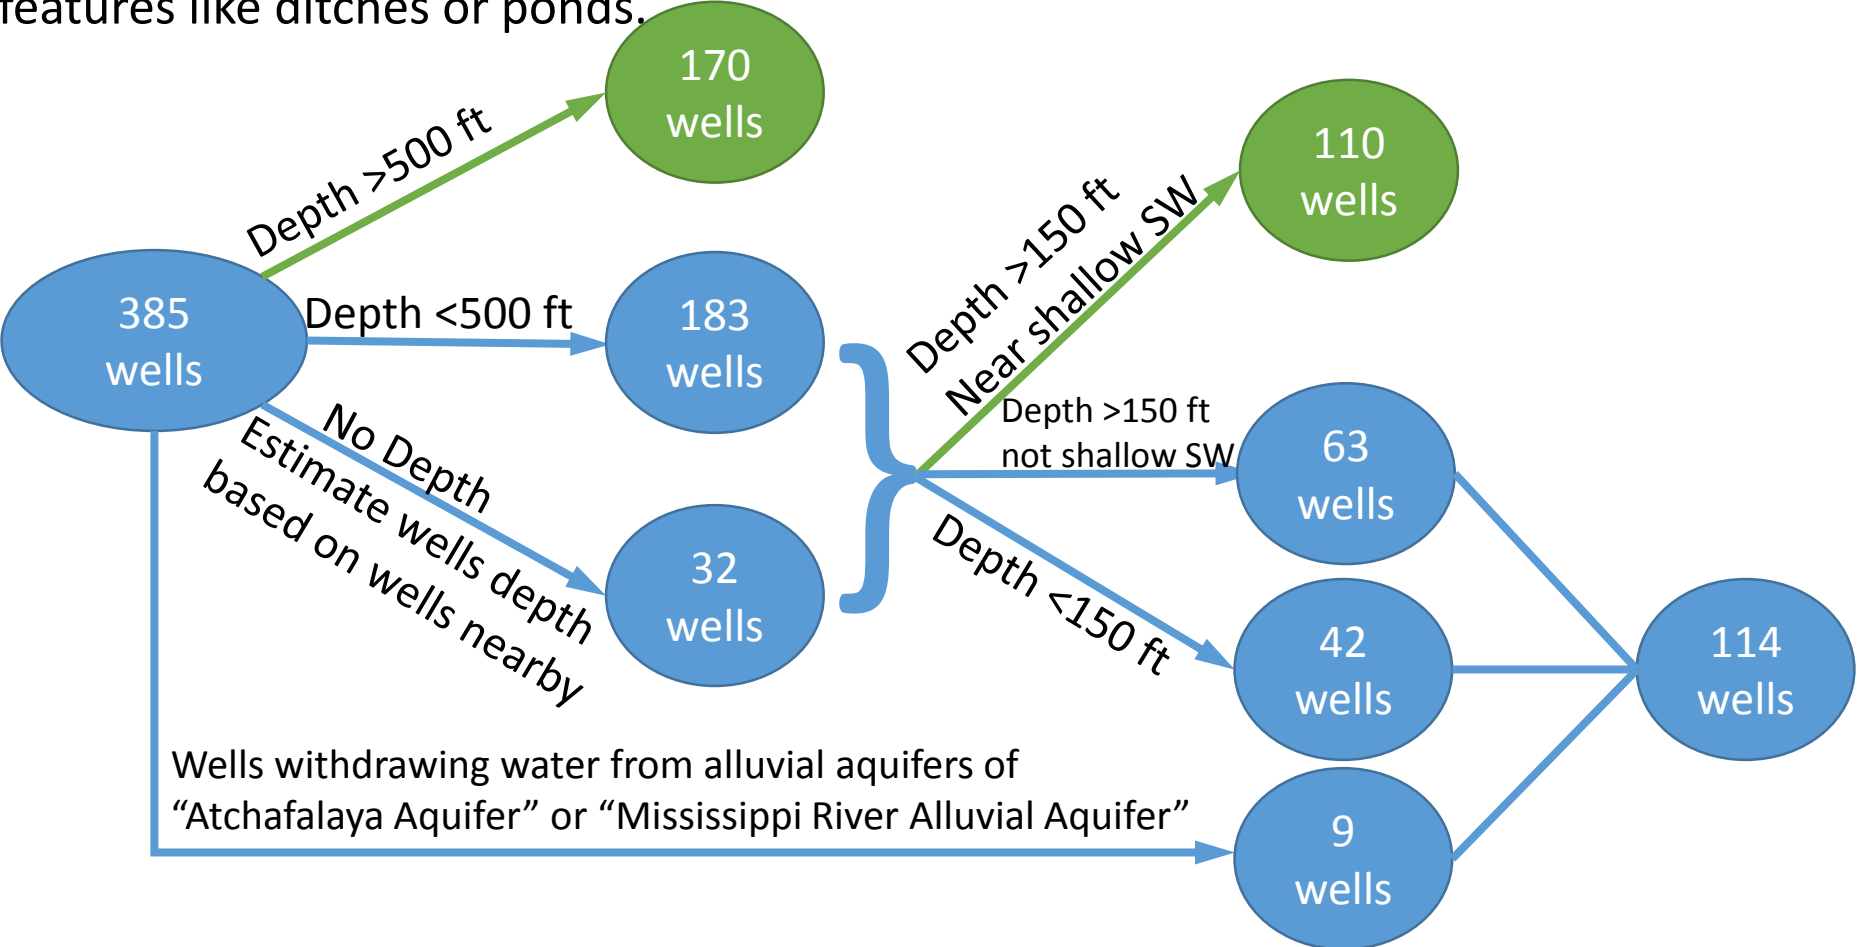 features like ditches or ponds.
170
wells
Depth >500 ft
110
wells
Depth >150 ft
Near shallow SW
385
wells
Depth <500 ft
183
wells
Depth >150 ft
not shallow SW
63
wells
No Depth
Estimate wells depth
based on wells nearby
32
wells
Depth <150 ft
42
wells
114
wells
Wells withdrawing water from alluvial aquifers of
“Atchafalaya Aquifer” or “Mississippi River Alluvial Aquifer”
9
wells